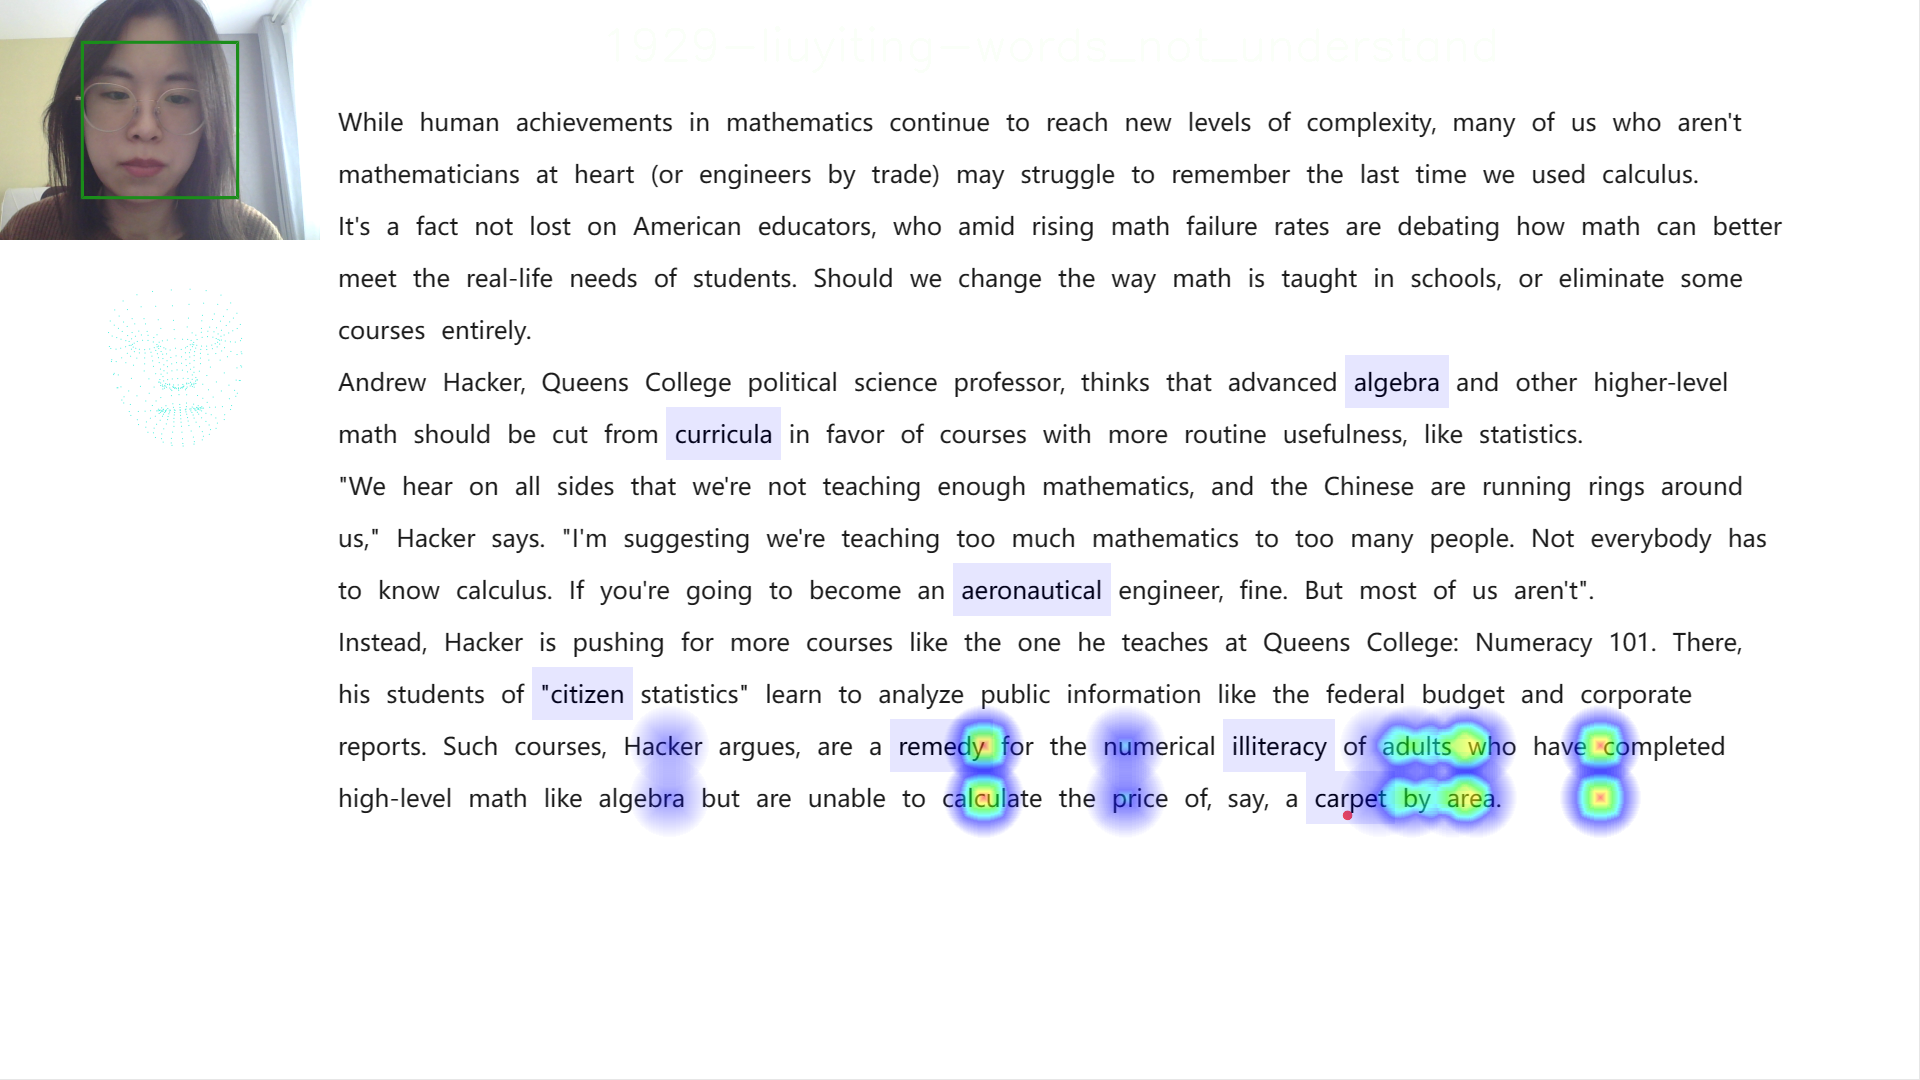 1929-liuyiting-words_not_understand
While human achievements in mathematics continue to reach new levels of complexity, many of us who aren't
mathematicians at heart (or engineers by trade) may struggle to remember the last time we used calculus.
It's a fact not lost on American educators, who amid rising math failure rates are debating how math can better
meet the real-life needs of students. Should we change the way math is taught in schools, or eliminate some
courses entirely.
Andrew Hacker, Queens College political science professor, thinks that advanced algebra and other higher-level
math should be cut from curricula in favor of courses with more routine usefulness, like statistics.
"We hear on all sides that we're not teaching enough mathematics, and the Chinese are running rings around
us," Hacker says. "I'm suggesting we're teaching too much mathematics to too many people. Not everybody has
to know calculus. If you're going to become an aeronautical engineer, fine. But most of us aren't".
Instead, Hacker is pushing for more courses like the one he teaches at Queens College: Numeracy 101. There,
his students of "citizen statistics" learn to analyze public information like the federal budget and corporate
reports. Such courses, Hacker argues, are a remedy for the numerical illiteracy of adults who have completed
high-level math like algebra but are unable to calculate the price of, say, a carpet by area.